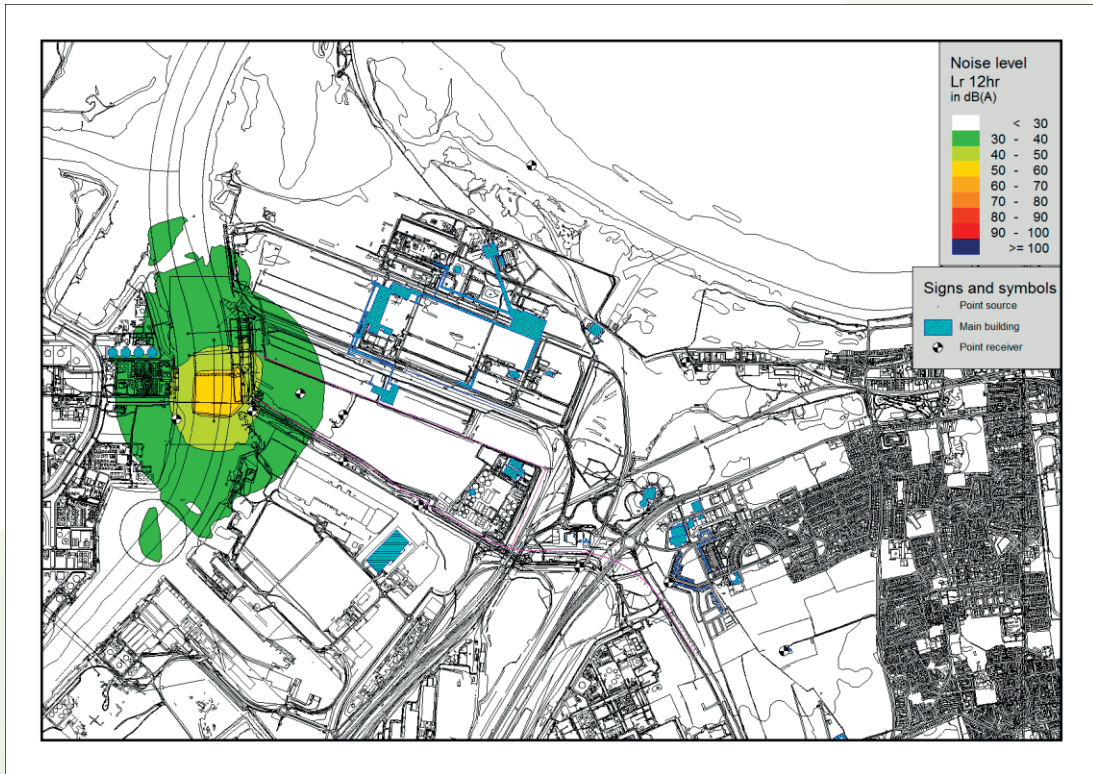 Noise level
Lr 12hr
in dB(A)
< 30
30 - 40
40 - 50
50 - 60
60 - 70
70 - 80
80 - 90
90 - 100
>= 100
Signs and symbols
Point source
Main building
Point receiver